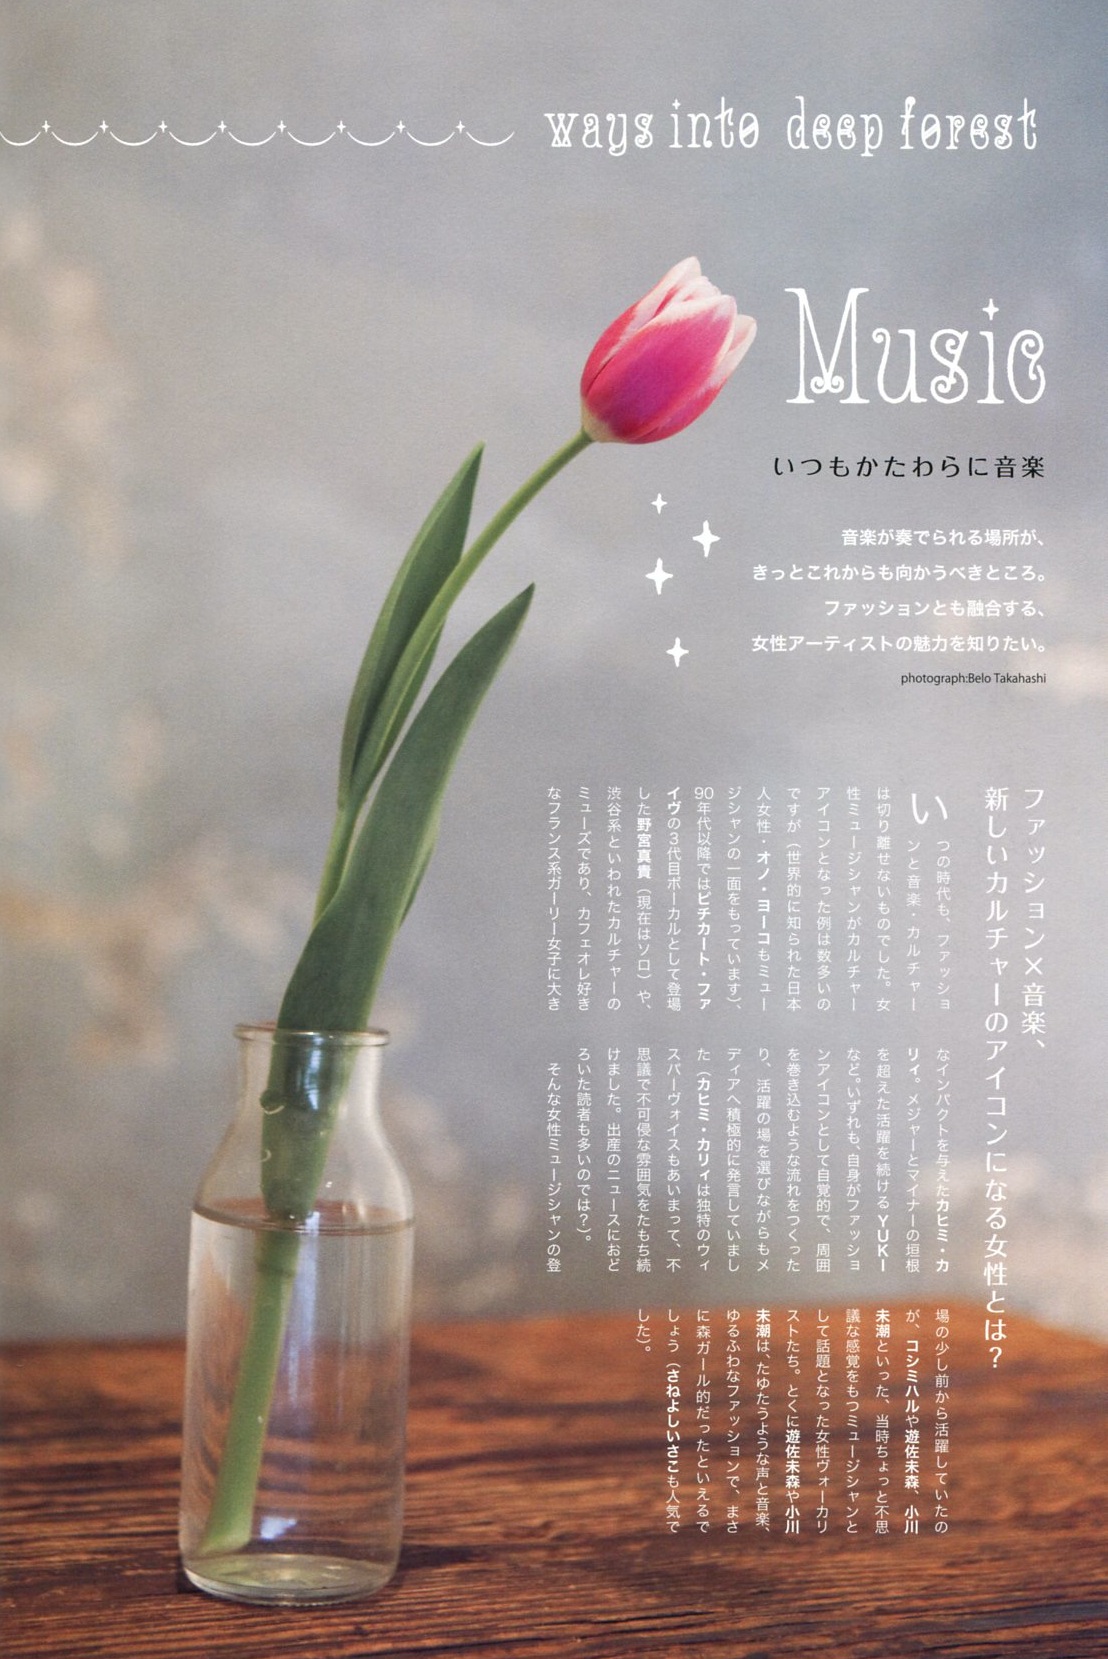 ways into deep forest
Music
いつもかたわらに音楽
音楽が奏でられる場所が、
きっとこれからも向かうべきところ。
ファッションとも融合する、
女性アーティストの魅力を知りたい。
photograph:Belo Takahashi
ファッション×音楽、
新しいカルチャーのアイコンになる女性とは?
いつの時代も、ファッショ
ンと音楽・カルチャー
は切り離せないものでした。女
性ミュージシャンがカルチャー
アイコンとなった例は数多いの
ですが（世界的に知られた日本
人女性・オノ・ヨーコもミュー
ジシャンの一面をもっています）、
90年代以降ではピチカート・ファ
イヴの3代目ボーカルとして登場
した野宮真貴（現在はソロ）や、
渋谷系といわれたカルチャーの
ミューズであり、カフェオレ好き
なフランス系ガーリー女子に大き
なインパクトを与えたカヒミ・カ
リィ。メジャーとマイナーの垣根
を超えた活躍を続けるYUKI
など。いずれも、自身がファッショ
ンアイコンとして自覚的で、周囲
を巻き込むような流れをつくった
り、活躍の場を選びながらもメ
ディアへ積極的に発言していまし
た（カヒミ・カリィは独特のウィ
スパーヴォイスもあいまって、不
思議で不可侵な雰囲気をたもち続
けました。出産のニュースにおど
ろいた読者も多いのでは?）。
そんな女性ミュージシャンの登
場の少し前から活躍していたの
が、コシミハルや遊佐未森、小川
未潮といった、当時ちょっと不思
議な感覚をもつミュージシャンと
して話題となった女性ヴォーカリ
ストたち。とくに遊佐未森や小川
未潮は、たゆたうような声と音楽、
ゆるふわなファッションで、まさ
に森ガール的だったといえるで
しょう（さねよしいさこも人気で
した）。